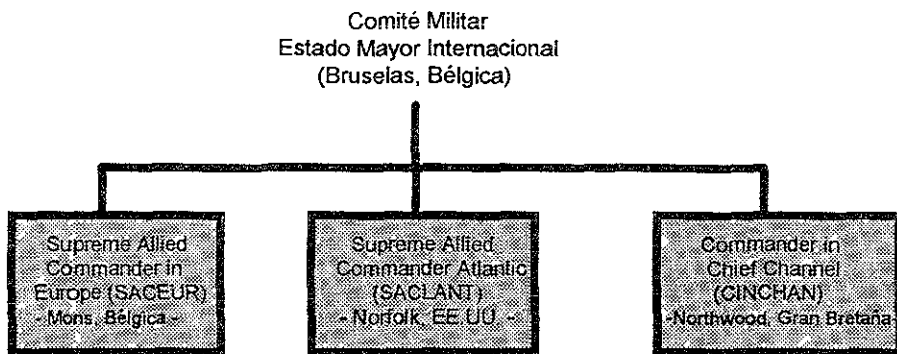 Comité Militar
Estado Mayor Internacional
(Bruselas, Bélgica)
Supreme Allied
Commander in
Europe (SACEUR)
- Mons, Bélgica -
Supreme Allied
Commander Atlantic
(SACLANT)
- Norfolk, EE.UU. -
Commander in
Chief Channel
(CINCHAN)
-Northwood, Gran Bretaña-